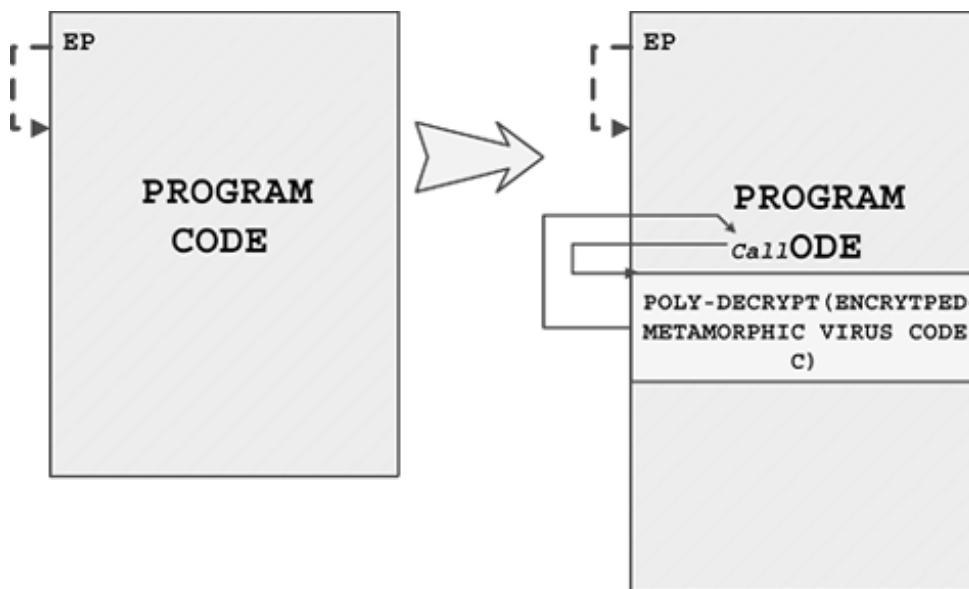 EP
PROGRAM
CODE
EP
PROGRAM
CallODE
POLY-DECRYPT(ENCRYTPED
METAMORPHIC VIRUS CODE
C)